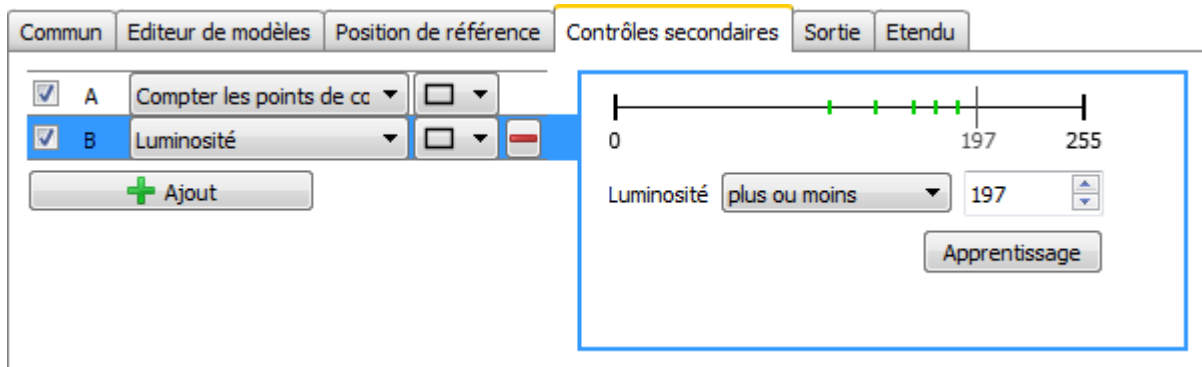 Commun Editeur de modèles Position de référence Contrôles secondaires Sortie Etendu
A Compter les points de cc
B Luminosité
Ajout
0 197 255
Luminosité plus ou moins 197
Apprentissage